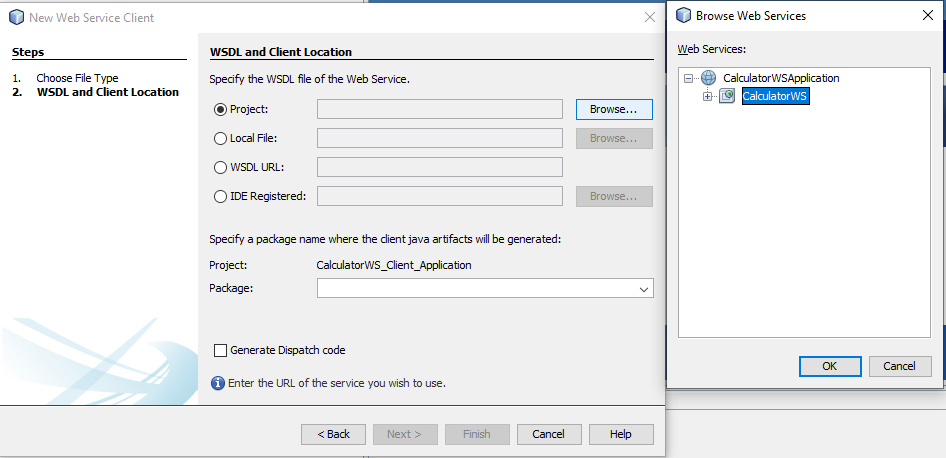 New Web Service Client
Steps
1. Choose File Type
2. WSDL and Client Location
WSDL and Client Location
Specify the WSDL file of the Web Service.
Project: Browse...
Local File: Browse...
WSDL URL:
IDE Registered: Browse...
Specify a package name where the client java artifacts will be generated:
Project: CalculatorWS_Client_Application
Package:
Generate Dispatch code
Enter the URL of the service you wish to use.
< Back Next > Finish Cancel Help
Browse Web Services
Web Services:
CalculatorWSApplication
CalculatorWS
OK Cancel